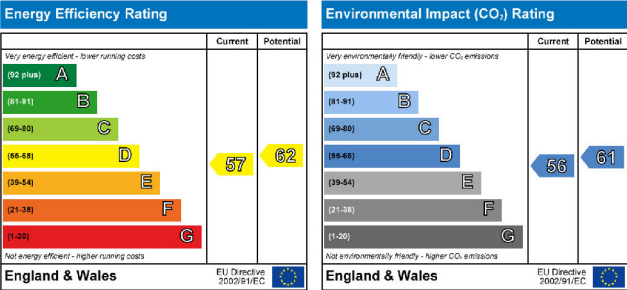 Energy Efficiency Rating
Current Potential
Very energy efficient - lower running costs
(92 plus) A
(81-91) B
(69-80) C
(55-68) D
57 62
(39-54) E
(21-38) F
(1-20) G
Not energy efficient - higher running costs
England & Wales
EU Directive
2002/91/EC
Environmental Impact (CO₂) Rating
Current Potential
Very environmentally friendly - lower CO₂ emissions
(92 plus) A
(81-91) B
(69-80) C
(55-68) D
56 61
(39-54) E
(21-38) F
(1-20) G
Not environmentally friendly - higher CO₂ emissions
England & Wales
EU Directive
2002/91/EC